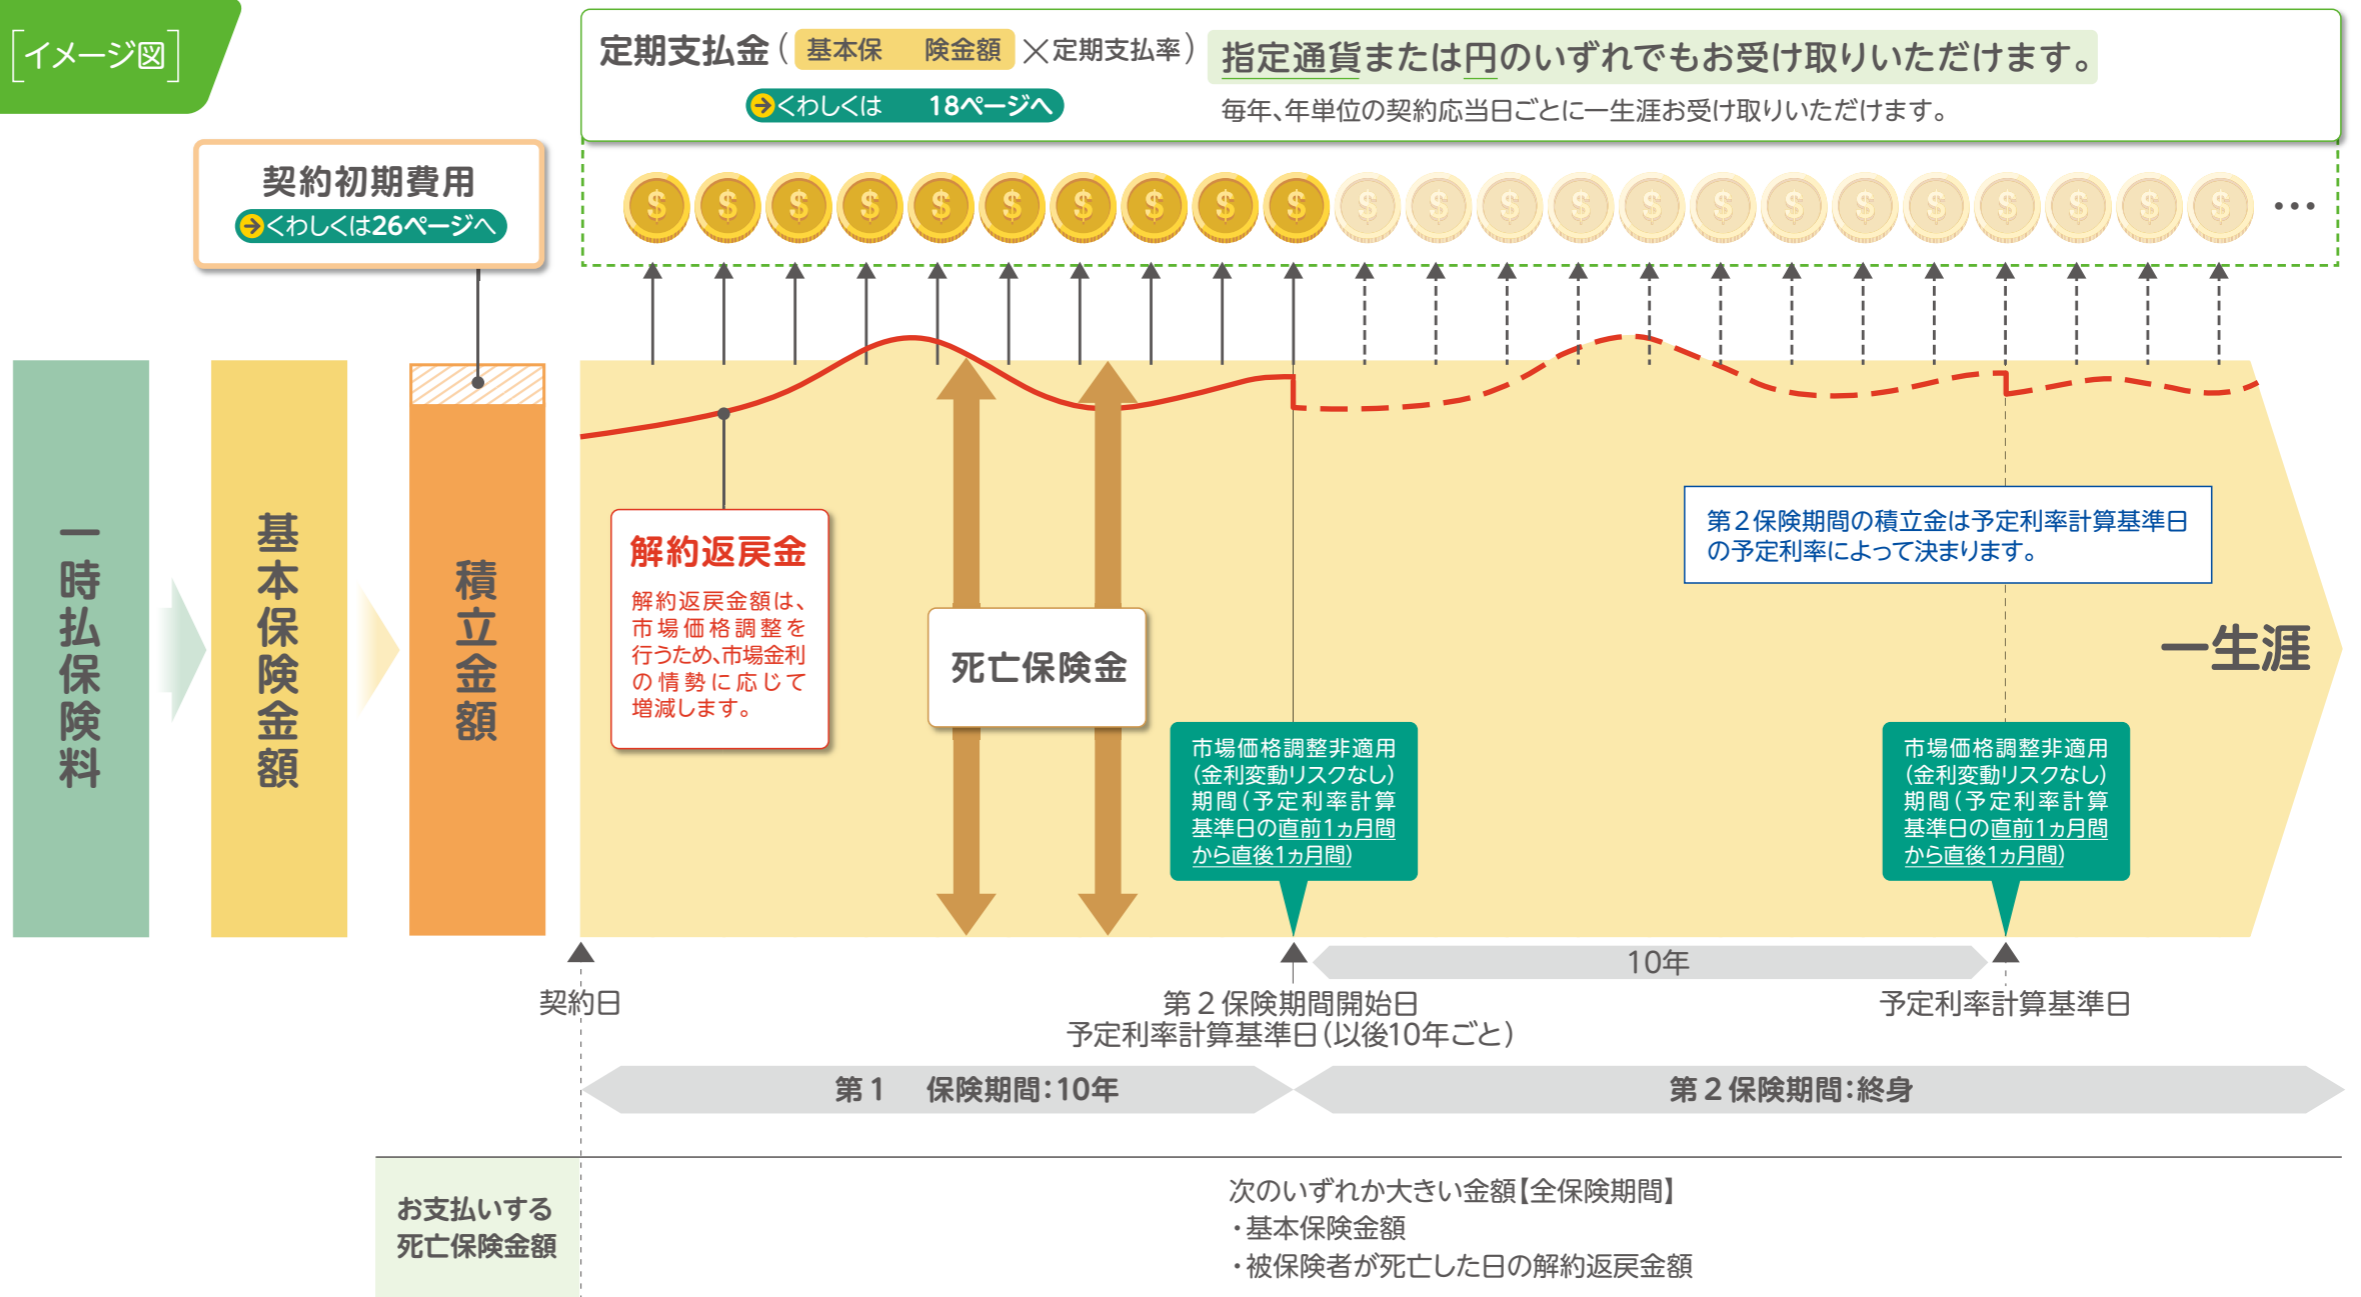 [イメージ図]
定期支払金(基本保 険金額×定期支払率)
くわしくは 18ページへ
指定通貨または円のいずれでもお受け取りいただけます。
毎年、年単位の契約応当日ごとに一生涯お受け取りいただけます。
契約初期費用
くわしくは26ページへ
$ $ $ $ $ $ $ $ $ $ $ $ $ $ $ $ $ $ $ $ $ $ $ …
一時払保険料
基本保険金額
積立金額
解約返戻金
解約返戻金額は、
市場価格調整を
行うため、市場金利
の情勢に応じて
増減します。
死亡保険金
第2保険期間の積立金は予定利率計算基準日
の予定利率によって決まります。
一生涯
市場価格調整非適用
(金利変動リスクなし)
期間(予定利率計算
基準日の直前1ヵ月間
から直後1ヵ月間)
市場価格調整非適用
(金利変動リスクなし)
期間(予定利率計算
基準日の直前1ヵ月間
から直後1ヵ月間)
10年
契約日
第2保険期間開始日
予定利率計算基準日(以後10年ごと)
予定利率計算基準日
第1 保険期間:10年
第2保険期間:終身
お支払いする
死亡保険金額
次のいずれか大きい金額【全保険期間】
・基本保険金額
・被保険者が死亡した日の解約返戻金額